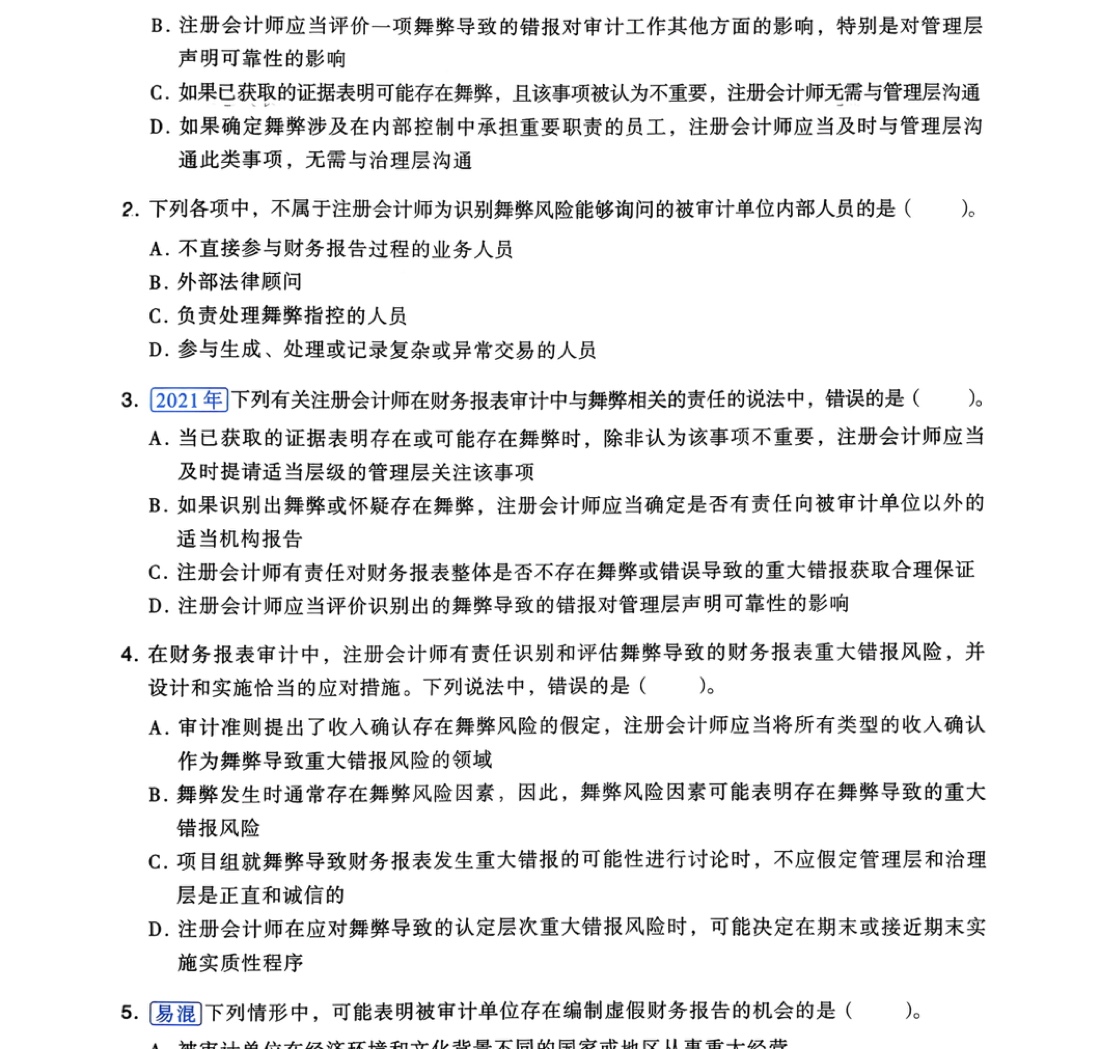 B. 注册会计师应当评价一项舞弊导致的错报对审计工作其他方面的影响，特别是对管理层
声明可靠性的影响
C. 如果已获取的证据表明可能存在舞弊，且该事项被认为不重要，注册会计师无需与管理层沟通
D. 如果确定舞弊涉及在内部控制中承担重要职责的员工，注册会计师应当及时与管理层沟
通此类事项，无需与治理层沟通
2. 下列各项中，不属于注册会计师为识别舞弊风险能够询问的被审计单位内部人员的是（　　）。
A. 不直接参与财务报告过程的业务人员
B. 外部法律顾问
C. 负责处理舞弊指控的人员
D. 参与生成、处理或记录复杂或异常交易的人员
3. 2021年 下列有关注册会计师在财务报表审计中与舞弊相关的责任的说法中，错误的是（　　）。
A. 当已获取的证据表明存在或可能存在舞弊时，除非认为该事项不重要，注册会计师应当
及时提请适当层级的管理层关注该事项
B. 如果识别出舞弊或怀疑存在舞弊，注册会计师应当确定是否有责任向被审计单位以外的
适当机构报告
C. 注册会计师有责任对财务报表整体是否不存在舞弊或错误导致的重大错报获取合理保证
D. 注册会计师应当评价识别出的舞弊导致的错报对管理层声明可靠性的影响
4. 在财务报表审计中，注册会计师有责任识别和评估舞弊导致的财务报表重大错报风险，并
设计和实施恰当的应对措施。下列说法中，错误的是（　　）。
A. 审计准则提出了收入确认存在舞弊风险的假定，注册会计师应当将所有类型的收入确认
作为舞弊导致重大错报风险的领域
B. 舞弊发生时通常存在舞弊风险因素，因此，舞弊风险因素可能表明存在舞弊导致的重大
错报风险
C. 项目组就舞弊导致财务报表发生重大错报的可能性进行讨论时，不应假定管理层和治理
层是正直和诚信的
D. 注册会计师在应对舞弊导致的认定层次重大错报风险时，可能决定在期末或接近期末实
施实质性程序
5. 易混 下列情形中，可能表明被审计单位存在编制虚假财务报告的机会的是（　　）。
A. 被审计单位在经济环境和文化背景不同的国家或地区从事重大经营